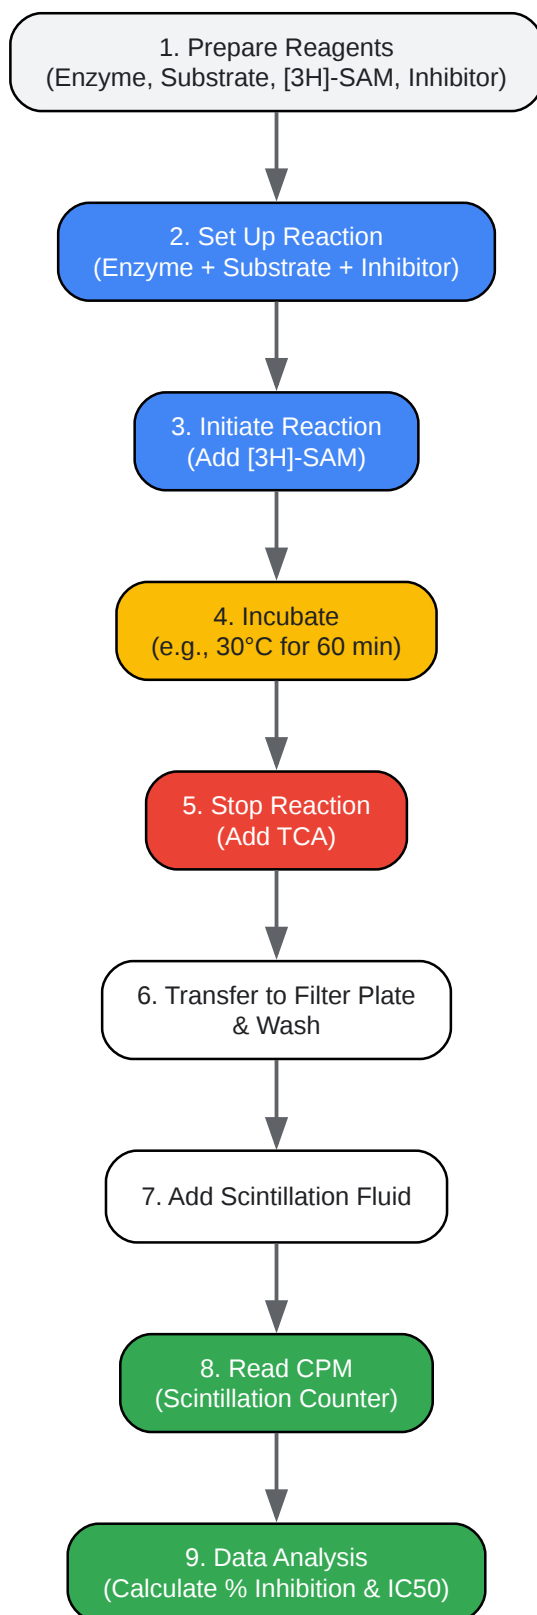 1. Prepare Reagents
(Enzyme, Substrate, [3H]-SAM, Inhibitor)
2. Set Up Reaction
(Enzyme + Substrate + Inhibitor)
3. Initiate Reaction
(Add [3H]-SAM)
4. Incubate
(e.g., 30°C for 60 min)
5. Stop Reaction
(Add TCA)
6. Transfer to Filter Plate
& Wash
7. Add Scintillation Fluid
8. Read CPM
(Scintillation Counter)
9. Data Analysis
(Calculate % Inhibition & IC50)